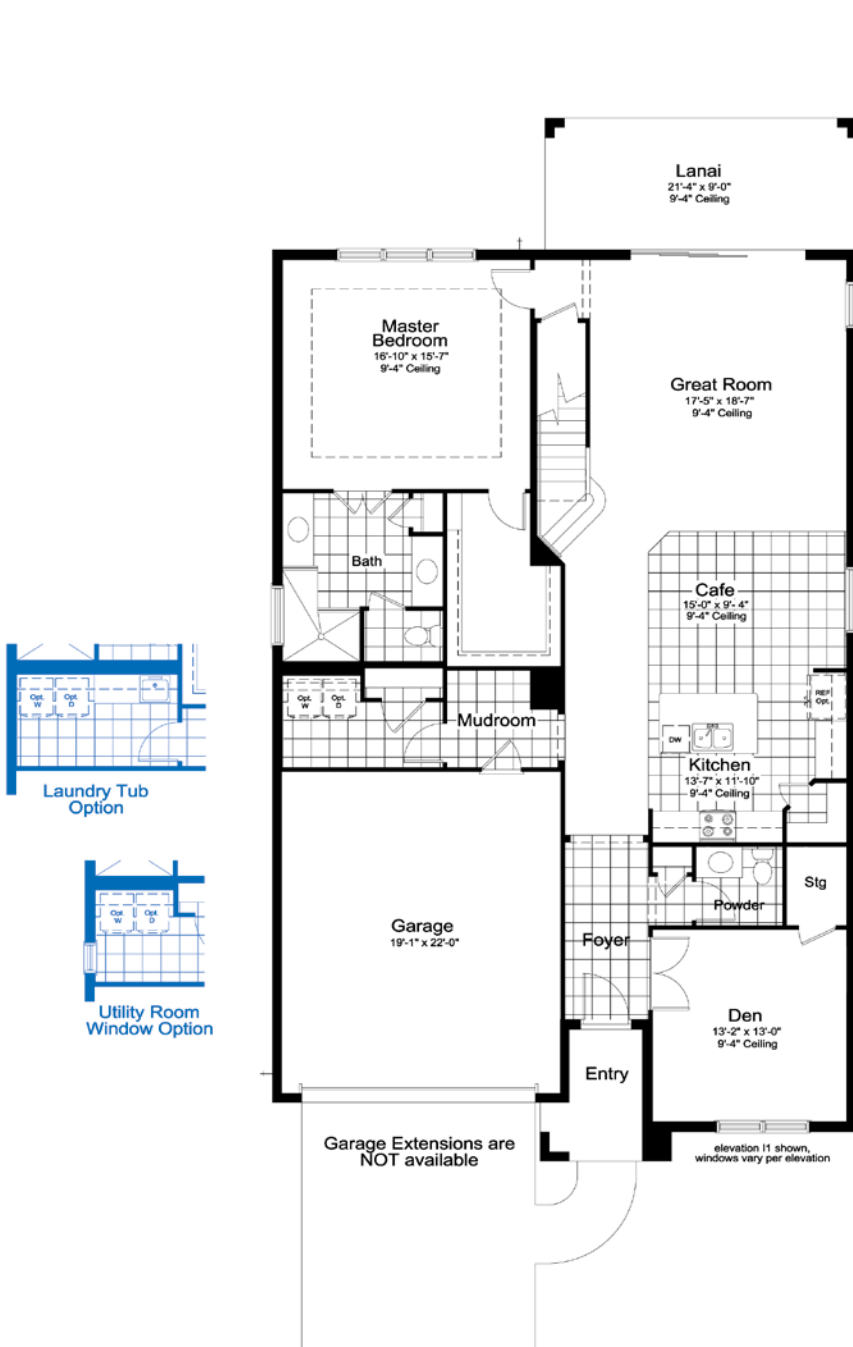 Lanai
21'-4" x 9'-0"
9'-4" Ceiling
Master
Bedroom
16'-10" x 15'-7"
9'-4" Ceiling
Great Room
17'-5" x 18'-7"
9'-4" Ceiling
Bath
Cafe
15'-0" x 9'- 4"
9'-4" Ceiling
Opt.
W
Opt.
D
Laundry Tub
Option
Opt.
W
Opt.
D
Mudroom
REF
Opt.
DW
Kitchen
13'-7" x 11'-10"
9'-4" Ceiling
Opt.
W
Opt.
D
Utility Room
Window Option
Garage
19'-1" x 22'-0"
Foyer
Powder
Stg
Den
13'-2" x 13'-0"
9'-4" Ceiling
Entry
Garage Extensions are
NOT available
elevation I1 shown,
windows vary per elevation